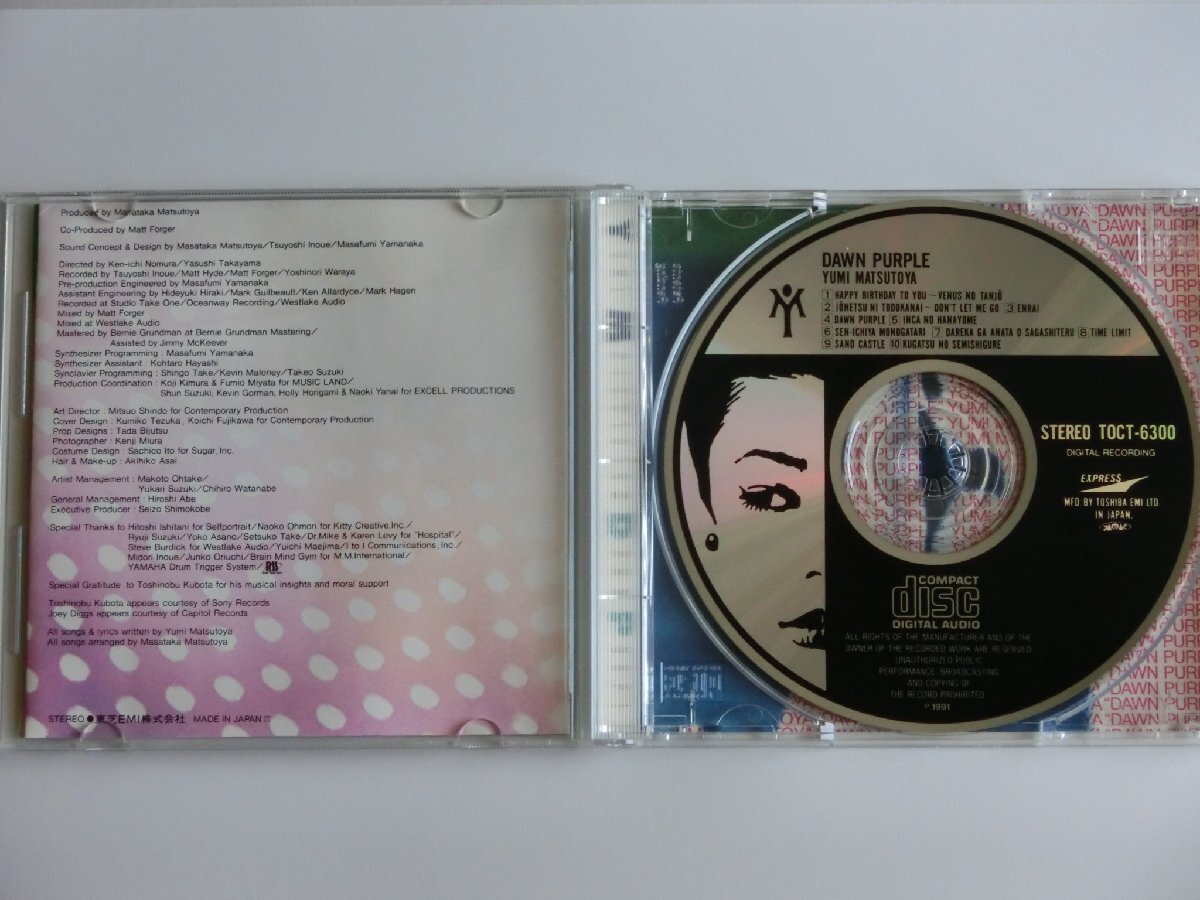 Produced by Masataka Matsutoya
Co-Produced by Matt Forger
Sound Concept & Design by Masataka Matsutoya/Tsuyoshi Inoue/Masafumi Yamanaka
Directed by Ken-ichi Nomura/Yasushi Takayama
Recorded by Tsuyoshi Inoue/Matt Hyde/Matt Forger/Yoshinori Waraya
Pre-production Engineered by Masafumi Yamanaka
Assistant Engineering by Hideyuki Hiraki/Mark Guilbeault/Ken Allardyce/Mark Hagen
Recorded at Studio Take One/Oceanway Recording/Westlake Audio
Mixed by Matt Forger
Mixed at Westlake Audio
Mastered by Bernie Grundman at Bernie Grundman Mastering/
Assisted by Jimmy McKeever
Synthesizer Programming : Masafumi Yamanaka
Synthesizer Assistant : Kohtaro Hayashi
Synclavier Programming : Shingo Take/Kevin Maloney/Takeo Suzuki
Production Coordination : Koji Kimura & Fumio Miyata for MUSIC LAND/
Shun Suzuki, Kevin Gorman, Holly Horigami & Naoki Yanai for EXCELL PRODUCTIONS
Art Director : Mitsuo Shindo for Contemporary Production
Cover Design : Kumiko Tezuka, Koichi Fujikawa for Contemporary Production
Prop Designs : Tada Bijutsu
Photographer : Kenji Miura
Costume Design : Sachico Ito for Sugar, Inc.
Hair & Make-up : Akihiko Asai
Artist Management : Makoto Ohtake/
Yukari Suzuki/Chihiro Watanabe
General Management : Hiroshi Abe
Executive Producer : Seizo Shimokobe
Special Thanks to Hitoshi Ishitani for Selfportrait/Naoko Ohmori for Kitty Creative,Inc./
Ryuji Suzuki/Yoko Asano/Setsuko Take/Dr.Mike & Karen Levy for "Hospital"/
Steve Burdick for Westlake Audio/Yuichi Maejima/I to I Communications,Inc./
Midori Inoue/Junko Oriuchi/Brain Mind Gym for M.M.International/
YAMAHA Drum Trigger System/RSS
Special Gratitude to Toshinobu Kubota for his musical insights and moral support
Toshinobu Kubota appears courtesy of Sony Records
Joey Diggs appears courtesy of Capitol Records
All songs & lyrics written by Yumi Matsutoya
All songs arranged by Masataka Matsutoya
STEREO ● 東芝EMI株式会社 MADE IN JAPAN Ⓟ
DAWN PURPLE
YUMI MATSUTOYA
1 HAPPY BIRTHDAY TO YOU — VENUS NO TANJŌ
2 JŌNETSU NI TODOKANAI — DON'T LET ME GO 3 ENRAI
4 DAWN PURPLE 5 INCA NO HANAYOME
6 SEN-ICHIYA MONOGATARI 7 DAREKA GA ANATA O SAGASHITERU 8 TIME LIMIT
9 SAND CASTLE 10 KUGATSU NO SEMISHIGURE
STEREO TOCT-6300
DIGITAL RECORDING
EXPRESS
MFD BY TOSHIBA EMI LTD.
IN JAPAN.
COMPACT
disc
DIGITAL AUDIO
ALL RIGHTS OF THE MANUFACTURER AND OF THE
OWNER OF THE RECORDED WORK ARE RESERVED
UNAUTHORIZED PUBLIC
PERFORMANCE BROADCASTING
AND COPYING OF
THE RECORD PROHIBITED.
P 1991